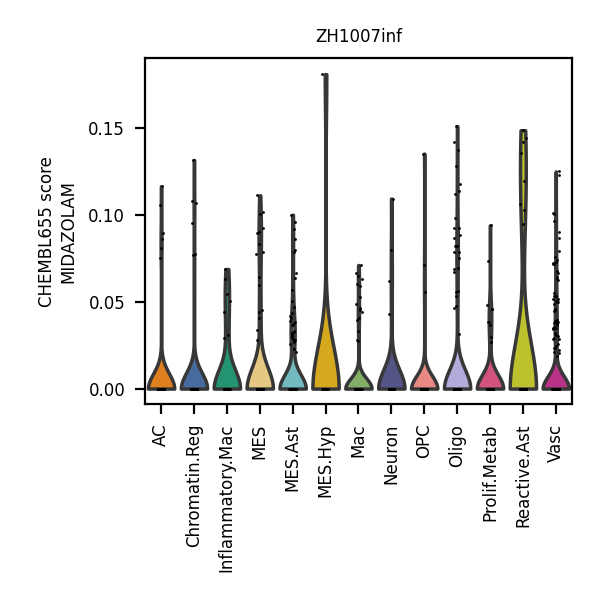 ZH1007inf
CHEMBL655 score
MIDAZOLAM
0.15
0.10
0.05
0.00
AC
Chromatin.Reg
Inflammatory.Mac
MES
MES.Ast
MES.Hyp
Mac
Neuron
OPC
Oligo
Prolif.Metab
Reactive.Ast
Vasc